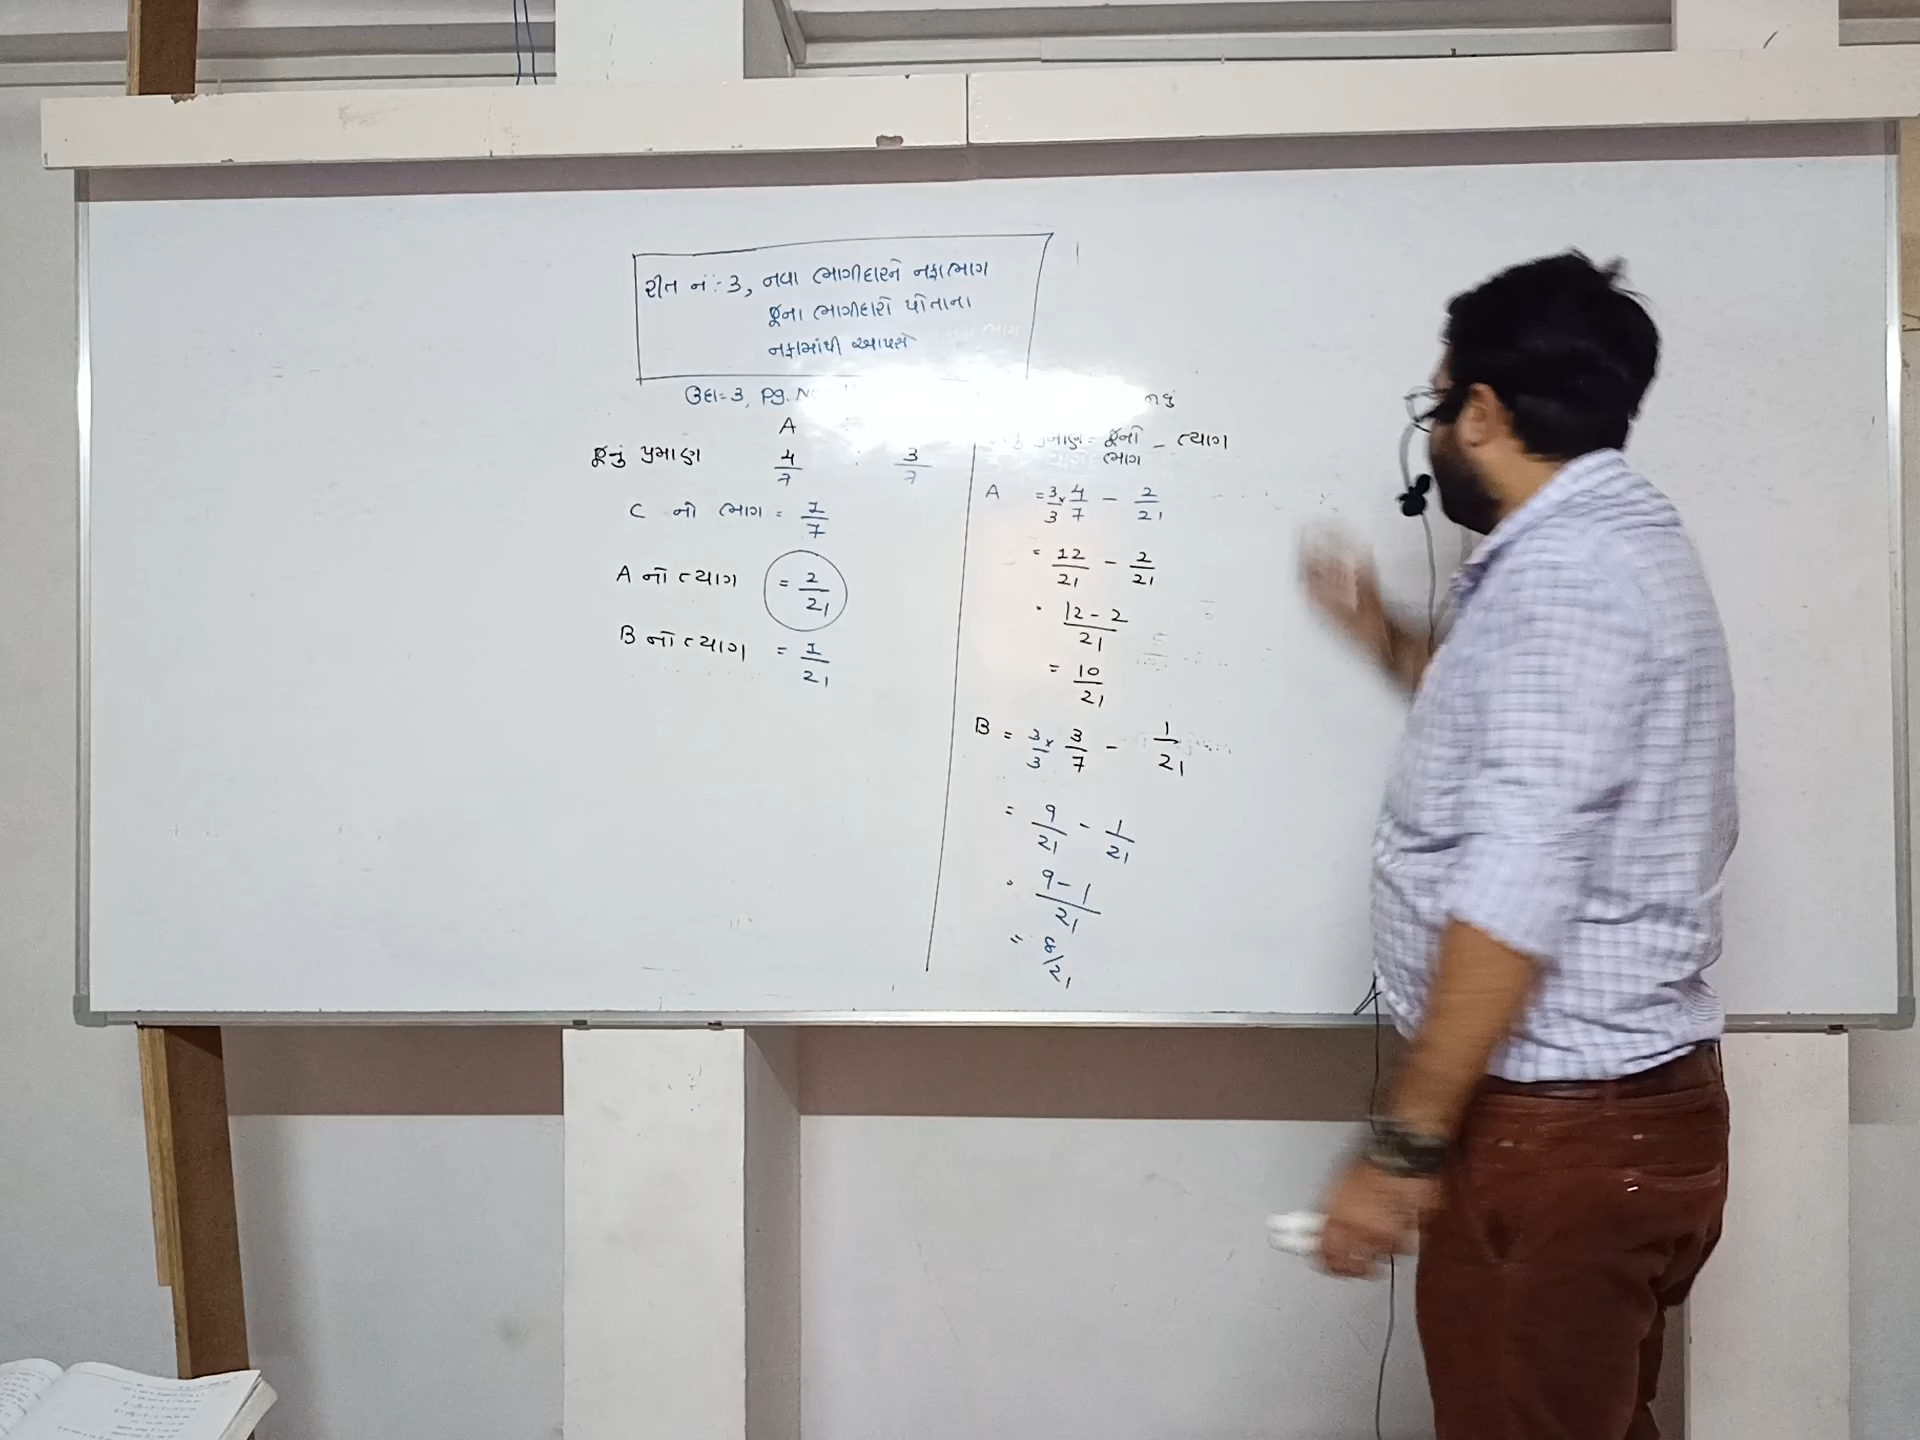 રીત નં :- 3, નવા ભાગીદારને નફાભાગ
જૂના ભાગીદારો પોતાના
નફામાંથી આપશે
ઉદા = 3, Pg. N
A
જૂનું પ્રમાણ 4/7 : 3/7
C નો ભાગ = 1/7
A નો ત્યાગ = 2/21
B નો ત્યાગ = 1/21
નવું
પ્રમાણ = જૂનો ભાગ - ત્યાગ
A = 3/3 × 4/7 - 2/21
= 12/21 - 2/21
= 12 - 2/21
= 10/21
B = 3/3 × 3/7 - 1/21
= 9/21 - 1/21
= 9 - 1/21
= 8/21